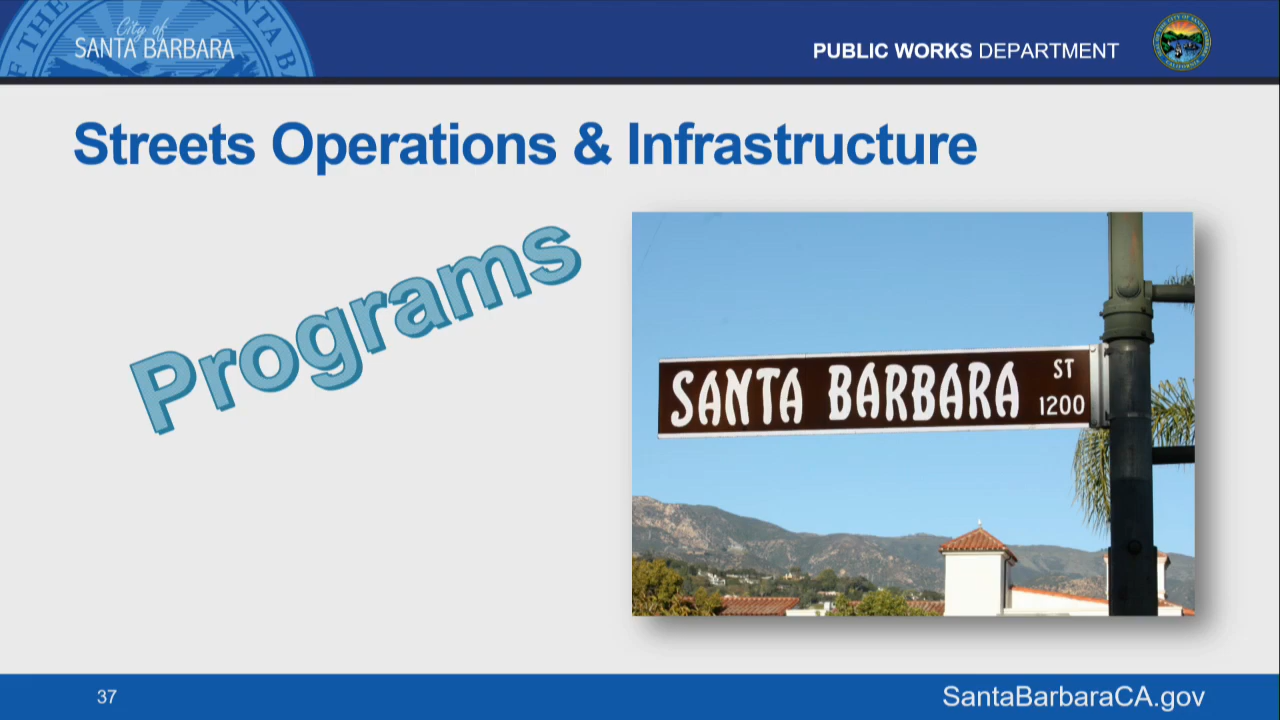 City of
SANTA BARBARA
PUBLIC WORKS DEPARTMENT
Streets Operations & Infrastructure
Programs
SANTA BARBARA ST
1200
37
SantaBarbaraCA.gov